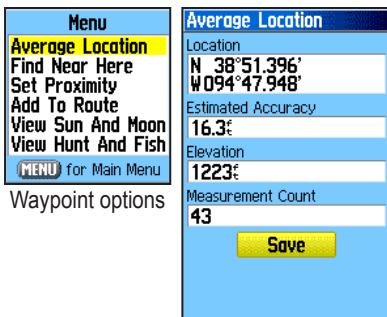 Menu
Average Location
Find Near Here
Set Proximity
Add To Route
View Sun And Moon
View Hunt And Fish
MENU for Main Menu
Waypoint options
Average Location
Location
N 38°51.396'
W094°47.948'
Estimated Accuracy
16.3ft
Elevation
1223ft
Measurement Count
43
Save